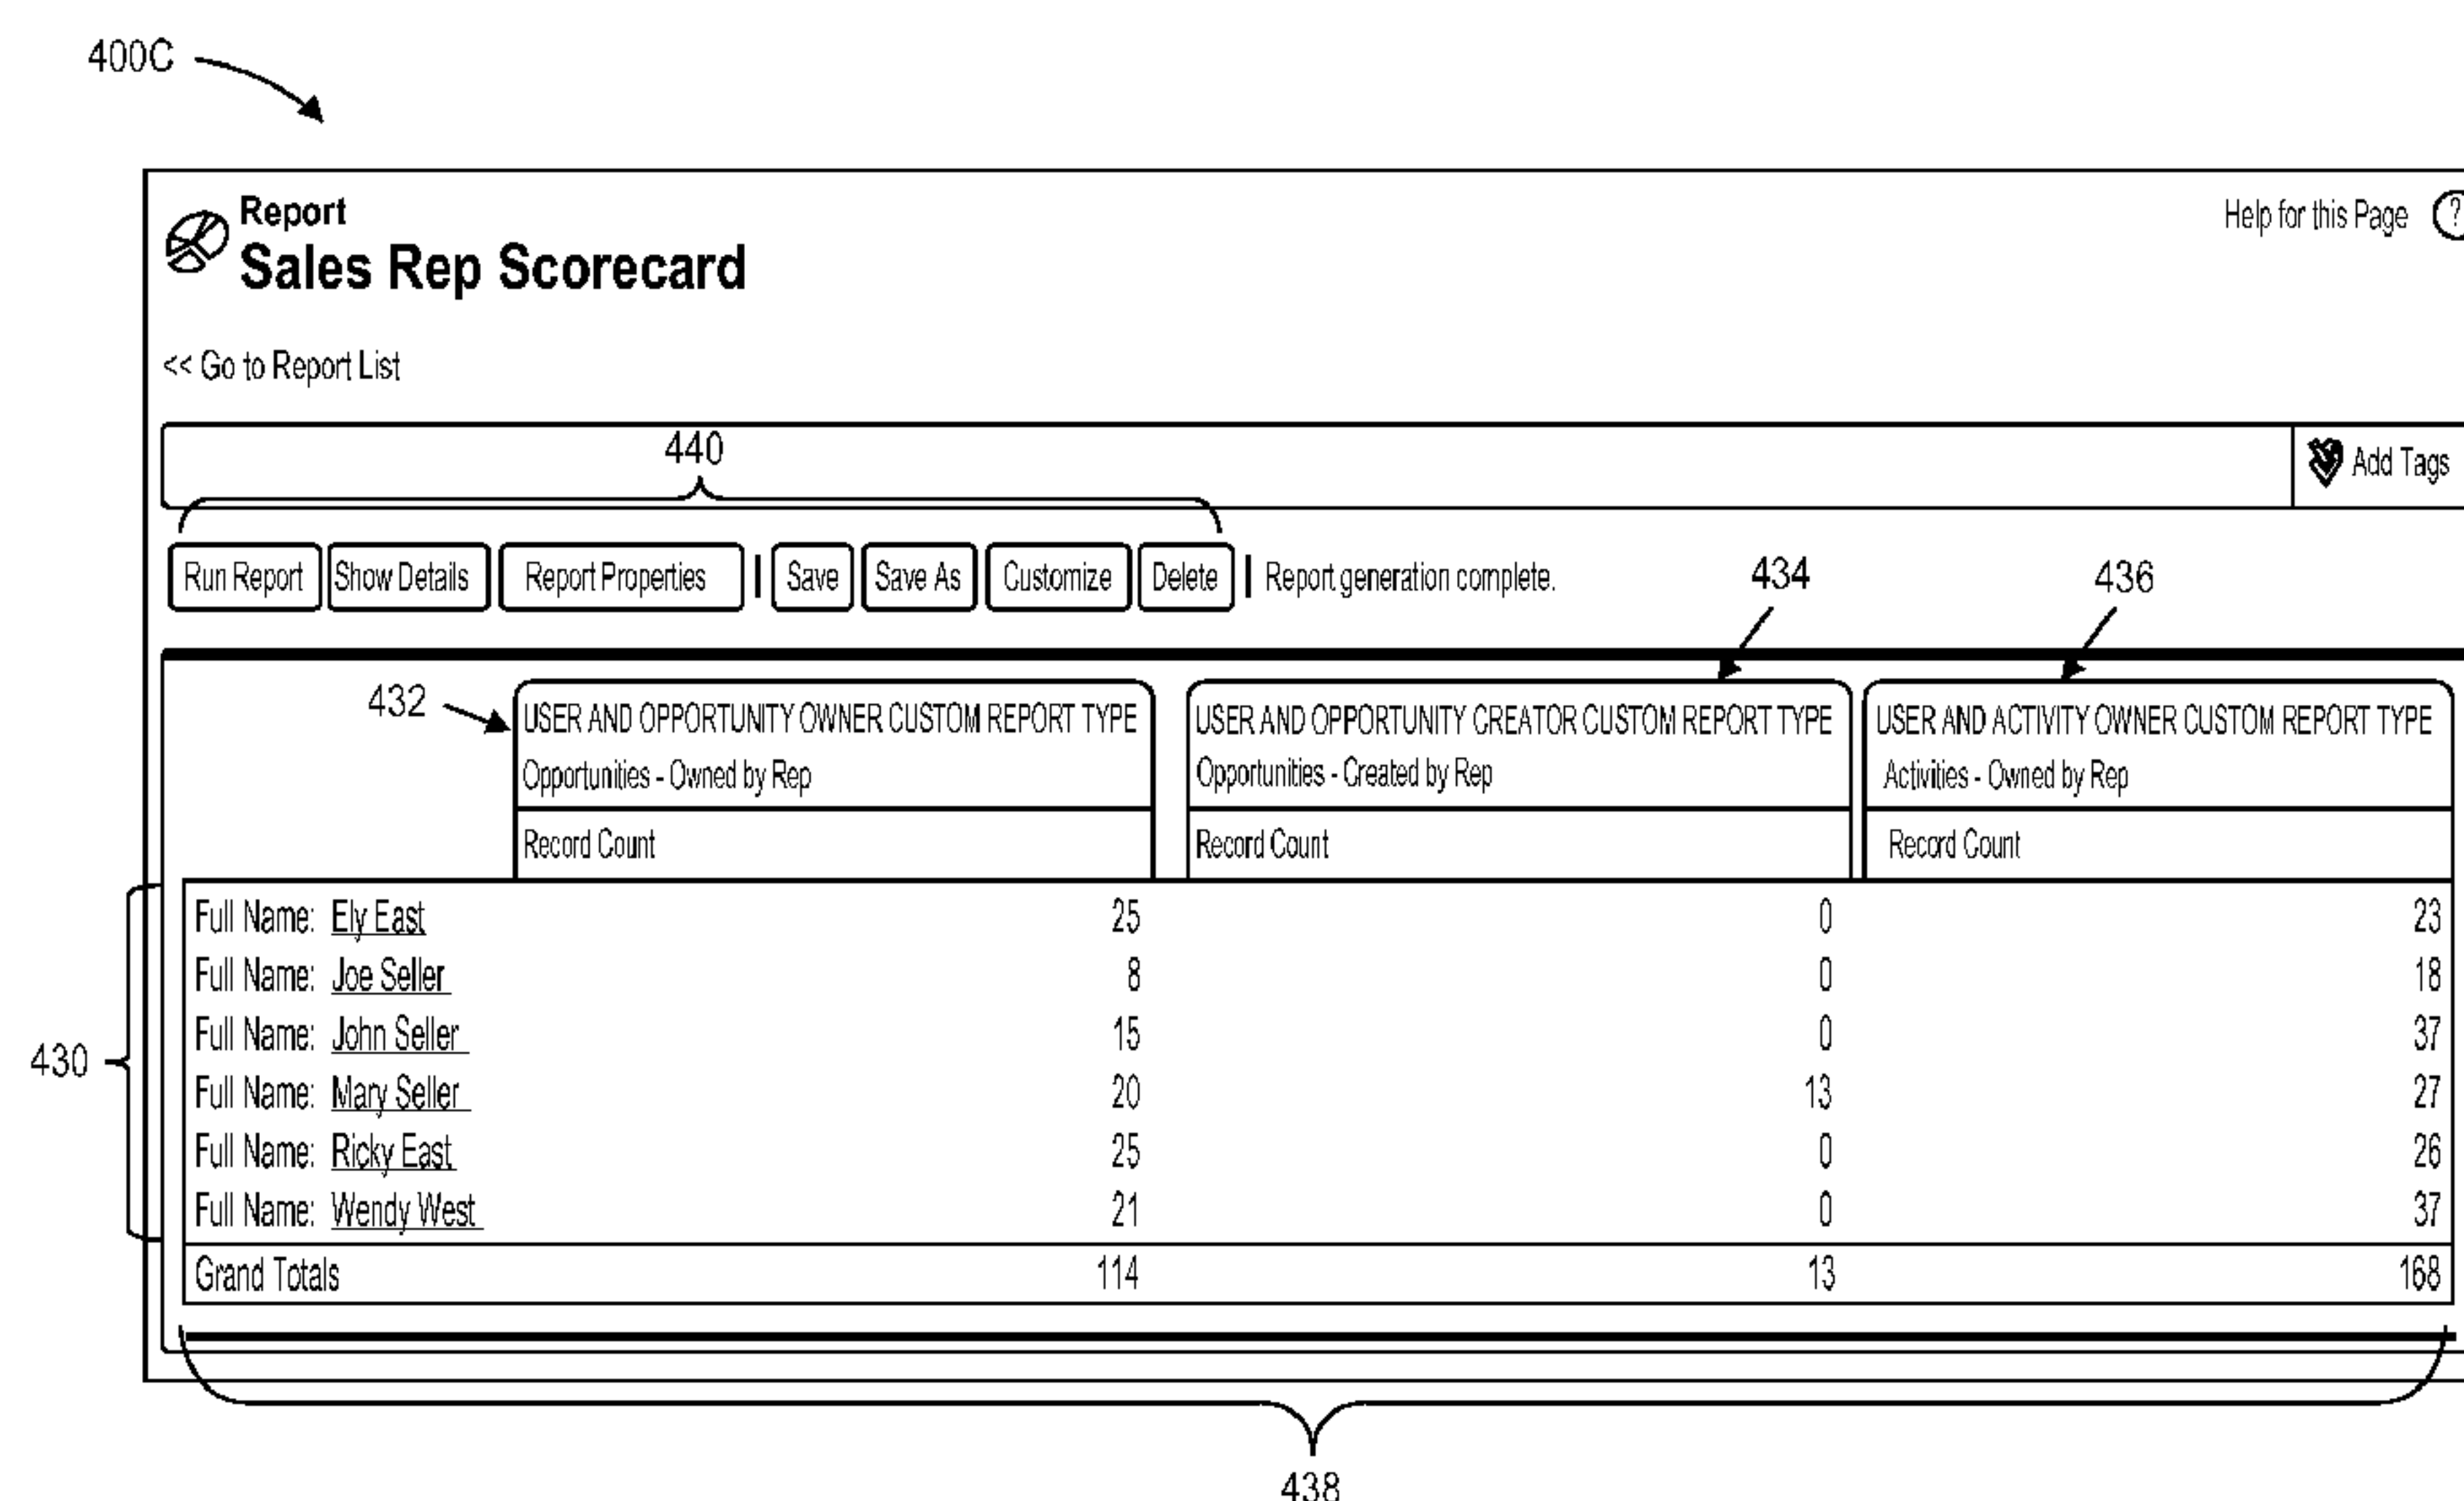 400C
Report
Help for this Page ?
Sales Rep Scorecard
<< Go to Report List
440
Add Tags
Run Report Show Details Report Properties | Save Save As Customize Delete | Report generation complete.
434 436
432
USER AND OPPORTUNITY OWNER CUSTOM REPORT TYPE USER AND OPPORTUNITY CREATOR CUSTOM REPORT TYPE USER AND ACTIVITY OWNER CUSTOM REPORT TYPE
Opportunities - Owned by Rep Opportunities - Created by Rep Activities - Owned by Rep
Record Count Record Count Record Count
Full Name: Ely East 25 0 23
Full Name: Joe Seller 8 0 18
Full Name: John Seller 15 0 37
430
Full Name: Mary Seller 20 13 27
Full Name: Ricky East 25 0 26
Full Name: Wendy West 21 0 37
Grand Totals 114 13 168
438